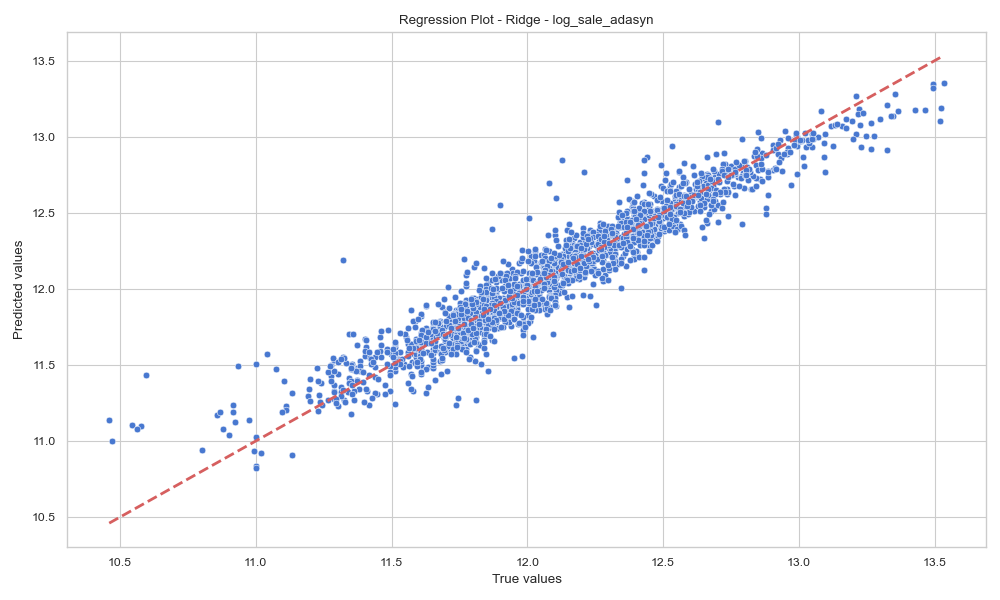 Regression Plot - Ridge - log_sale_adasyn
Predicted values
13.5
13.0
12.5
12.0
11.5
11.0
10.5
10.5 11.0 11.5 12.0 12.5 13.0 13.5
True values